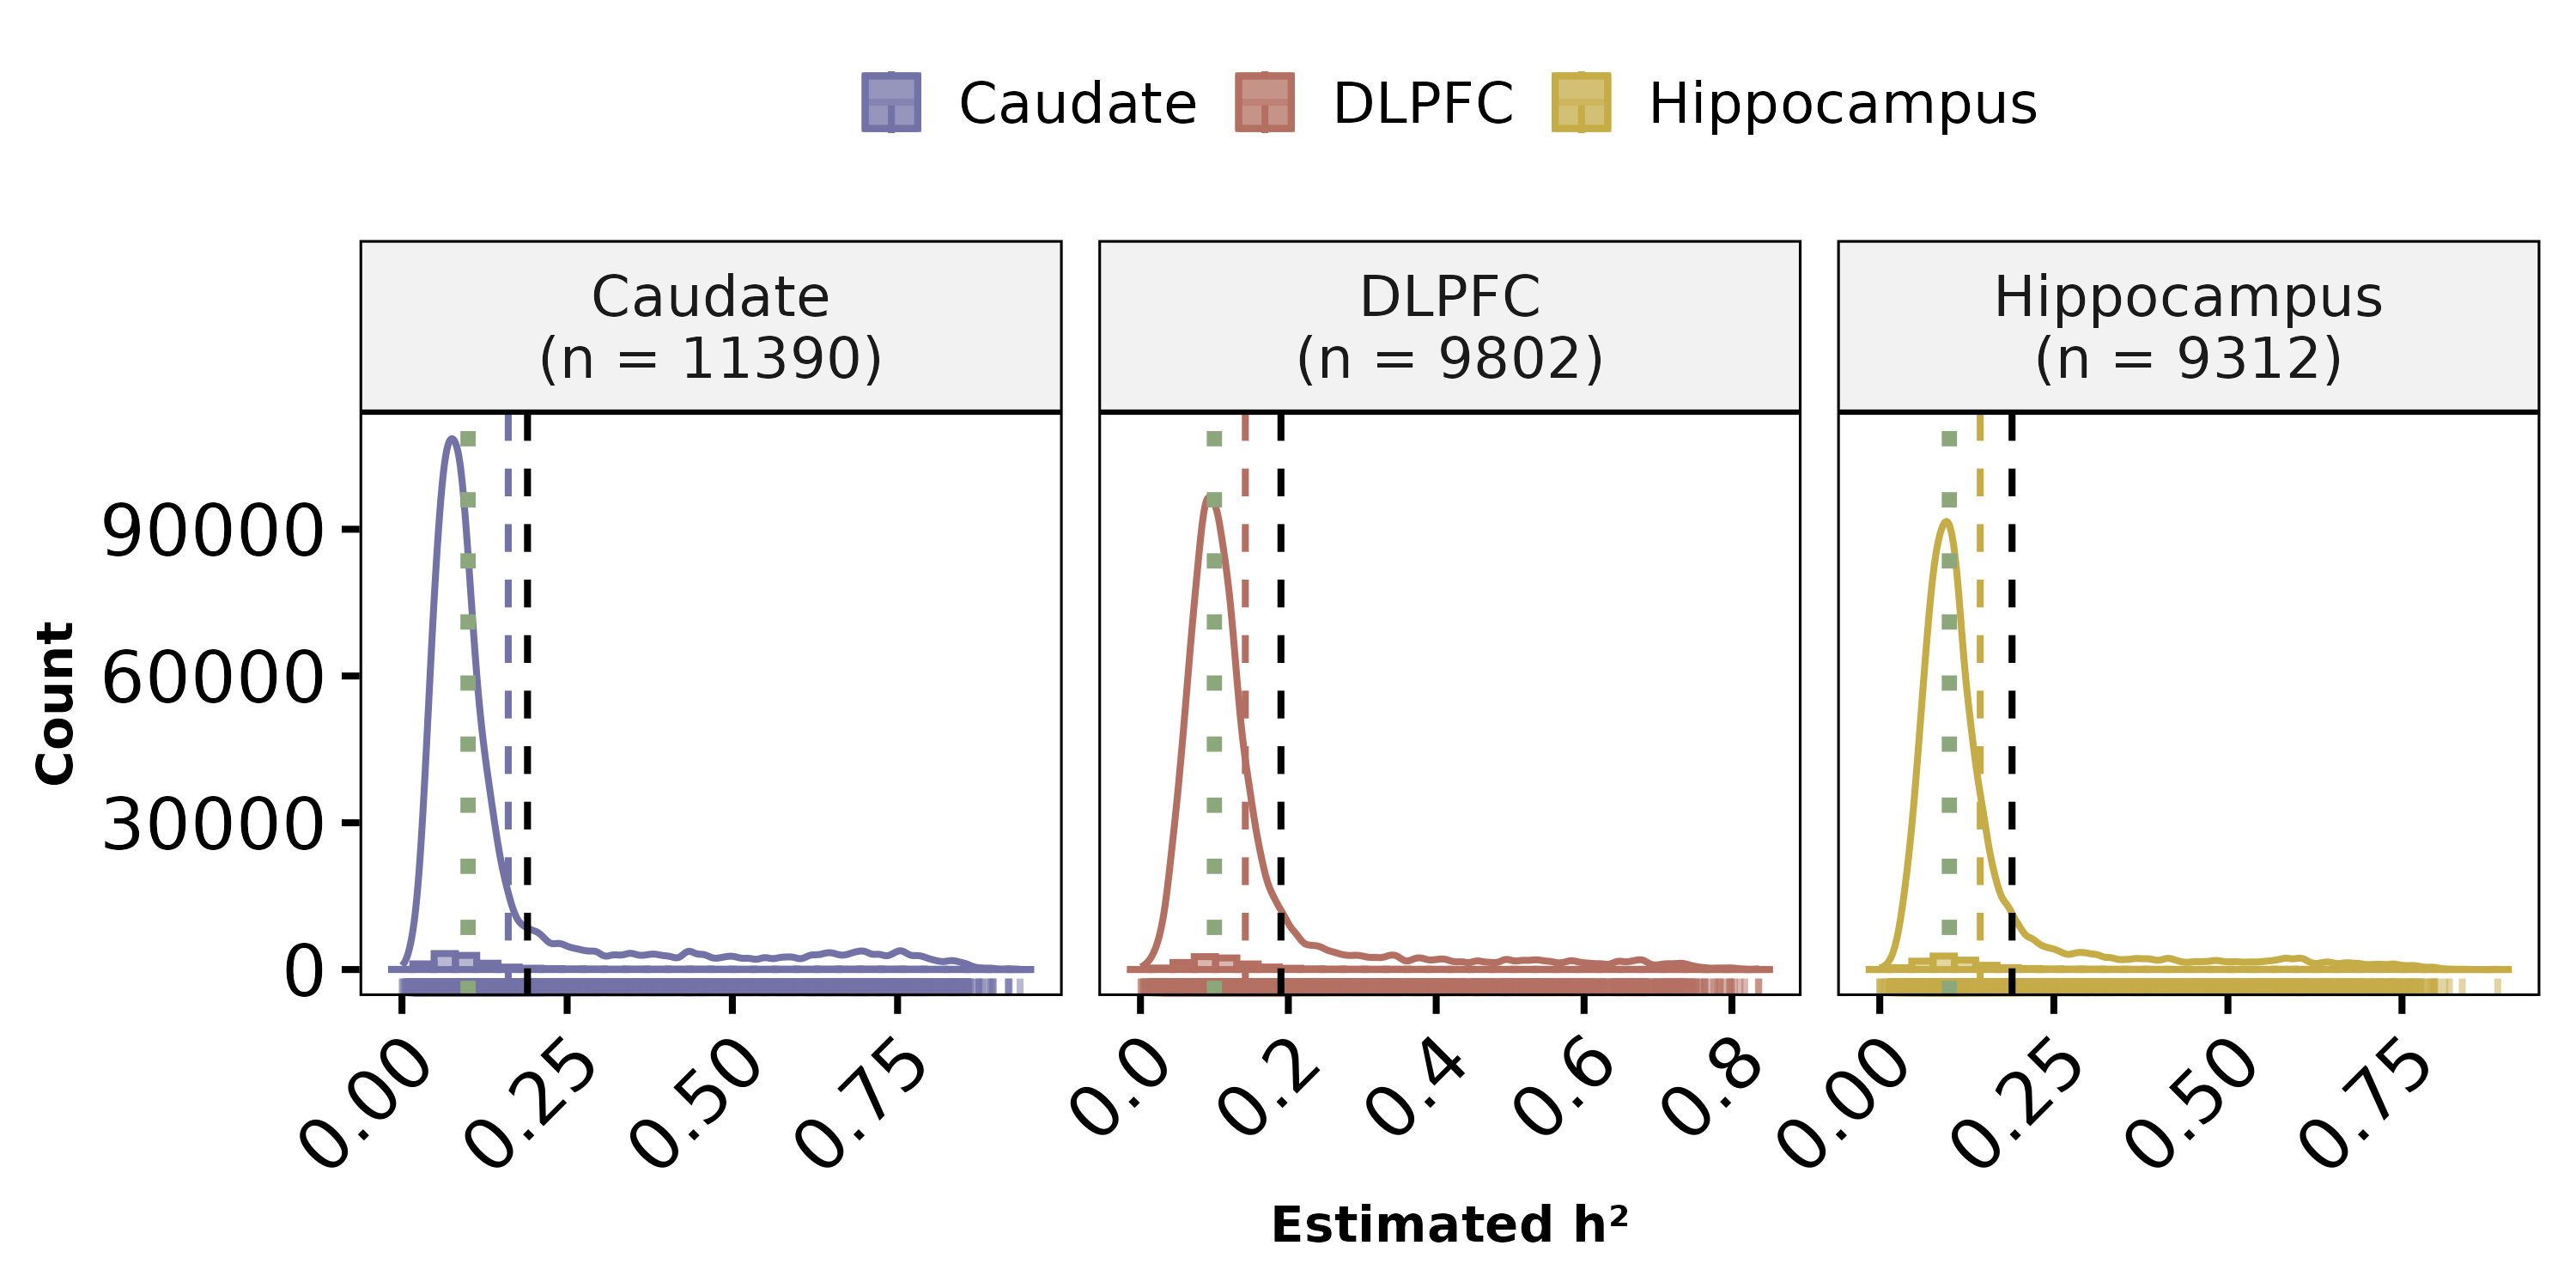 Caudate DLPFC Hippocampus
Caudate
(n = 11390)
DLPFC
(n = 9802)
Hippocampus
(n = 9312)
Count
90000
60000
30000
0
0.00 0.25 0.50 0.75
0.0 0.2 0.4 0.6 0.8
0.00 0.25 0.50 0.75
Estimated h²